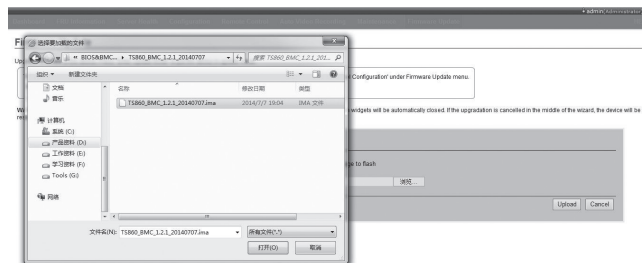 admin(Administrator
Fir
选择要加载的文件
« BIOS&BMC... ▸ TS860_BMC_1.2.1_20140707
搜索 TS860_BMC_1.2.1_201...
组织 新建文件夹
文档
音乐
计算机
系统 (C:)
产品资料 (D:)
工作资料 (E:)
学习资料 (F:)
Tools (G:)
网络
名称 修改日期 类型
TS860_BMC_1.2.1_20140707.ima 2014/7/7 19:04 IMA 文件
文件名(N): TS860_BMC_1.2.1_20140707.ima
所有文件(*.*)
打开(O) 取消
Configuration' under Firmware Update menu.
widgets will be automatically closed. If the upgradation is cancelled in the middle of the wizard, the device will be
ge to flash
浏览...
Upload Cancel